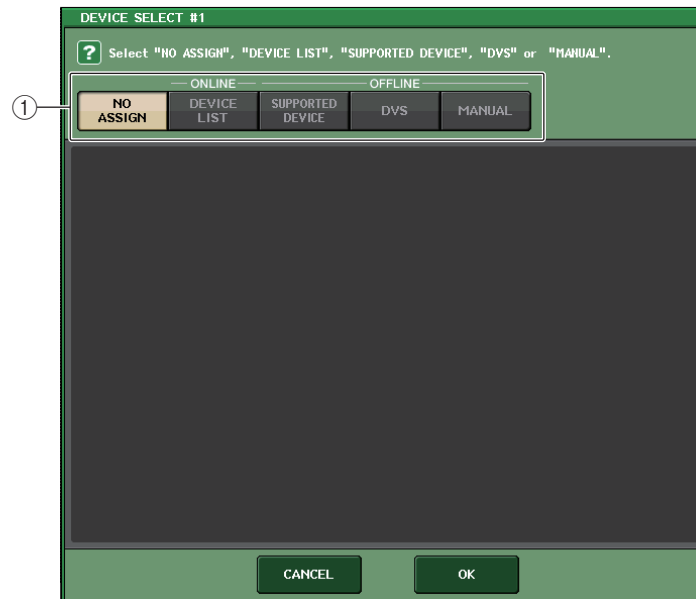 DEVICE SELECT #1
? Select "NO ASSIGN", "DEVICE LIST", "SUPPORTED DEVICE", "DVS" or "MANUAL".
ONLINE OFFLINE
① NO ASSIGN DEVICE LIST SUPPORTED DEVICE DVS MANUAL
CANCEL OK